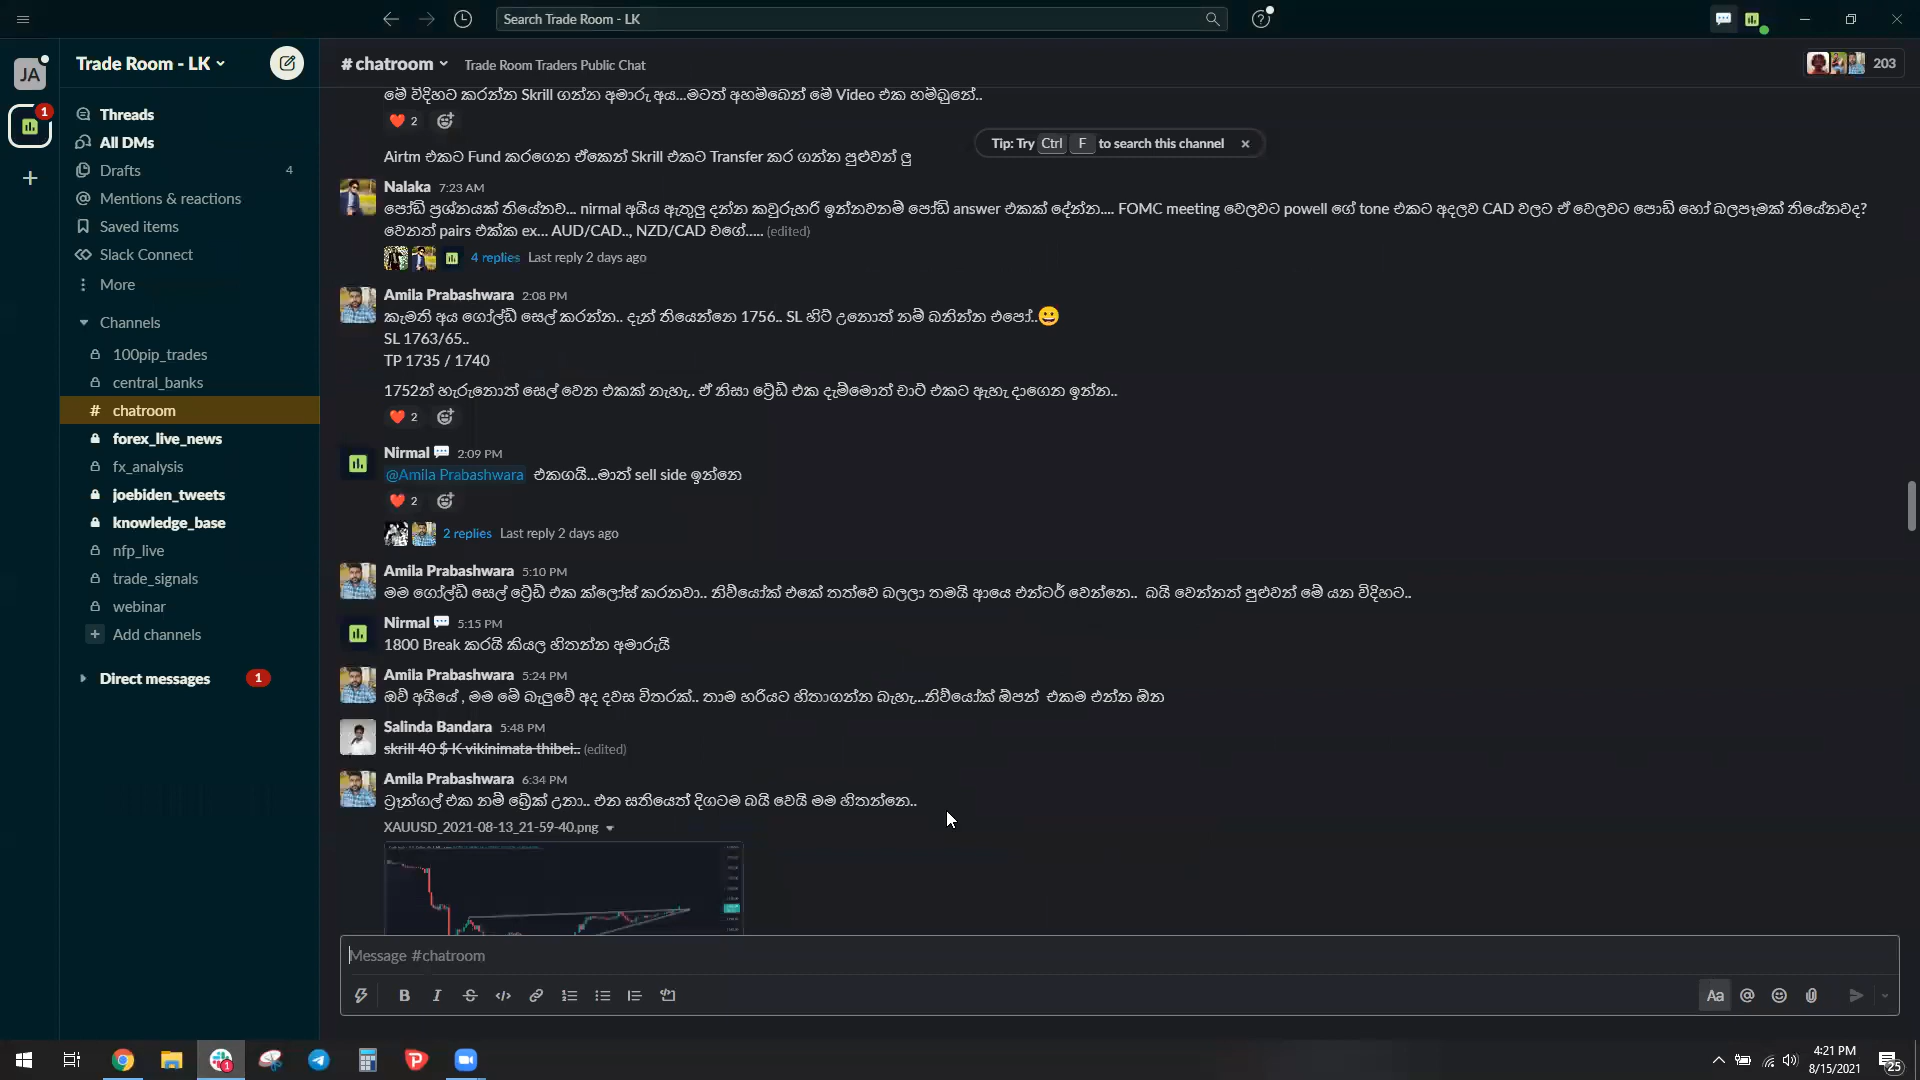 Search Trade Room - LK
JA
1
Trade Room - LK
Threads
All DMs
Drafts 4
Mentions & reactions
Saved items
Slack Connect
More
Channels
100pip_trades
central_banks
# chatroom
forex_live_news
fx_analysis
joebiden_tweets
knowledge_base
nfp_live
trade_signals
webinar
+ Add channels
Direct messages 1
# chatroom Trade Room Traders Public Chat
203
මේ විදිහට කරන්න Skrill ගන්න අමාරු අය...මටත් අහම්බෙන් මේ Video එක හම්බුනේ..
2
Tip: Try Ctrl F to search this channel
Airtm එකට Fund කරගෙන ඒකෙන් Skrill එකට Transfer කර ගන්න පුළුවන් ලු
Nalaka 7:23 AM
පෝඩ් ප්‍රශ්නයක් තියේනව... nirmal අයිය ඇතුලු දන්න කවුරුහරි ඉන්නවනම් පෝඩ් answer එකක් දේන්න.... FOMC meeting වෙලවට powell ගේ tone එකට අදලව CAD වලට ඒ වෙලවට පොඩි හෝ බලපෑමක් තියේනවද?
වෙනත් pairs එක්ක ex... AUD/CAD.., NZD/CAD වගේ..... (edited)
4 replies Last reply 2 days ago
Amila Prabashwara 2:08 PM
කැමති අය ගෝල්ඩ් සෙල් කරන්න.. දැන් තියෙන්නෙ 1756.. SL හිට් උනොත් නම් බනින්න එපෝ..😀
SL 1763/65..
TP 1735 / 1740
1752න් හැරුනොත් සෙල් වෙන එකක් නැහැ.. ඒ නිසා ට්‍රේඩ් එක දැම්මොත් චාට් එකට ඇහැ දාගෙන ඉන්න..
2
Nirmal 2:09 PM
@Amila Prabashwara එකගයි...මාත් sell side ඉන්නෙ
2
2 replies Last reply 2 days ago
Amila Prabashwara 5:10 PM
මම ගෝල්ඩ් සෙල් ට්‍රේඩ් එක ක්ලෝස් කරනවා.. නිව්යෝක් එකේ තත්වෙ බලලා තමයි ආයෙ එන්ටර් වෙන්නෙ.. බයි වෙන්නත් පුළුවන් මේ යන විදිහට..
Nirmal 5:15 PM
1800 Break කරයි කියල හිතන්න අමාරුයි
Amila Prabashwara 5:24 PM
ඔව් අයියේ , මම මේ බැලුවේ අද දවස විතරක්.. තාම හරියට හිතාගන්න බැහැ...නිව්යෝක් ඕපන් එකම එන්න ඕන
Salinda Bandara 5:48 PM
skrill 40 $ K vikinimata thibei.. (edited)
Amila Prabashwara 6:34 PM
ට්‍රැන්ගල් එක නම් බ්‍රේක් උනා.. එන සතියෙත් දිගටම බයි වෙයි මම හිතන්නෙ..
XAUUSD_2021-08-13_21-59-40.png
Message #chatroom
4:21 PM
8/15/2021
25